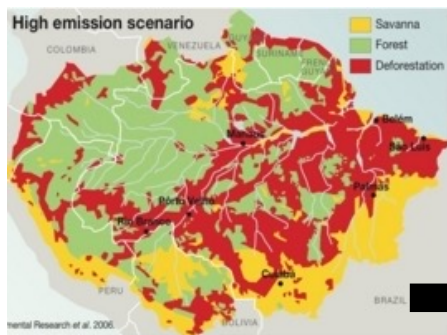 High emission scenario
Savanna
Forest
Deforestation
COLOMBIA
VENEZUELA
SURINAME
Manaus
Belém
São Luís
Palmas
Porto Velho
Rio Branco
Cuiabá
PERU
BOLIVIA
BRAZIL
mental Research et al. 2006.